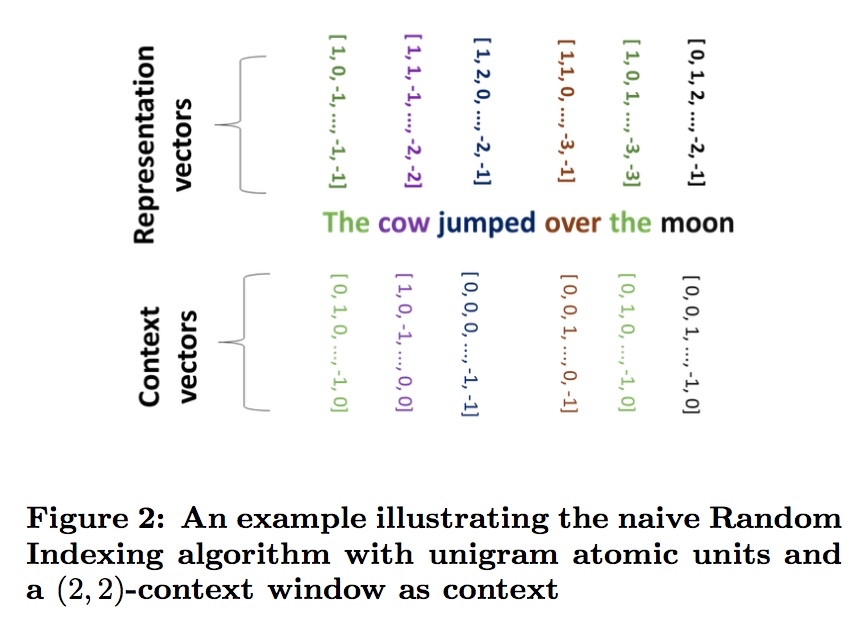 Representation
vectors
[ 1, 0, -1, ..., -1, -1]
[ 1, 1, -1, ..., -2, -2]
[ 1, 2, 0, ..., -2, -1]
[ 1,1, 0, ..., -3, -1]
[ 1, 0, 1, ..., -3, -3]
[ 0, 1, 2, ..., -2, -1]
The cow jumped over the moon
Context
vectors
[ 0, 1, 0, ..., -1, 0]
[ 1, 0, -1, ..., 0, 0]
[ 0, 0, 0, ..., -1, -1]
[ 0, 0, 1, ..., 0, -1]
[ 0, 1, 0, ..., -1, 0]
[ 0, 0, 1, ..., -1, 0]
Figure 2: An example illustrating the naive Random
Indexing algorithm with unigram atomic units and
a (2, 2)-context window as context